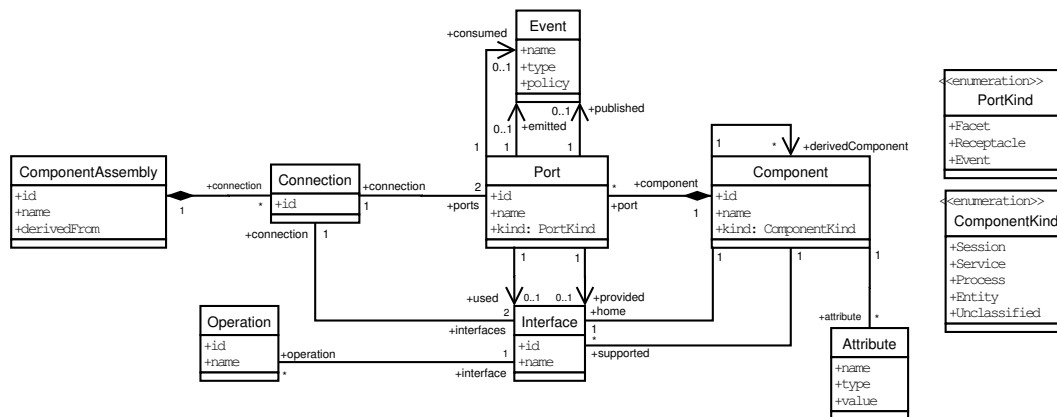 Event
+name
+type
+policy
+consumed
0..1
0..1
+emitted
0..1
+published
1
1
1
<<enumeration>>
PortKind
+Facet
+Receptacle
+Event
1
*
+derivedComponent
ComponentAssembly
+id
+name
+derivedFrom
1
+connection
*
Connection
+id
+connection
1
2
+ports
Port
+id
+name
+kind: PortKind
*
+port
+component
1
Component
+id
+name
+kind: ComponentKind
<<enumeration>>
ComponentKind
+Session
+Service
+Process
+Entity
+Unclassified
+connection
1
1
1
1
1
1
+used
0..1
0..1
+provided
2
+interfaces
+home
1
*
+supported
Interface
+id
+name
Operation
+id
+name
+operation
*
1
+interface
+attribute
*
Attribute
+name
+type
+value